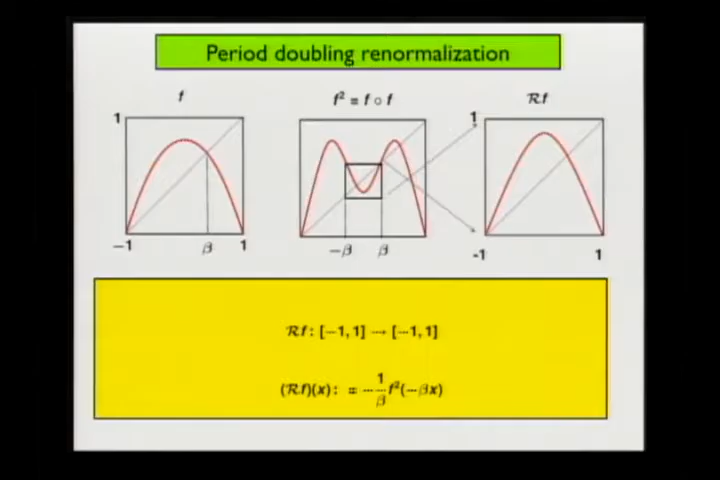 Period doubling renormalization
f
f² ≡ f ∘ f
ℛf
1
1
−1
β
1
−β
β
-1
1
ℛf: [−1, 1] → [−1, 1]
(ℛf)(x): = −1/β f²(−βx)